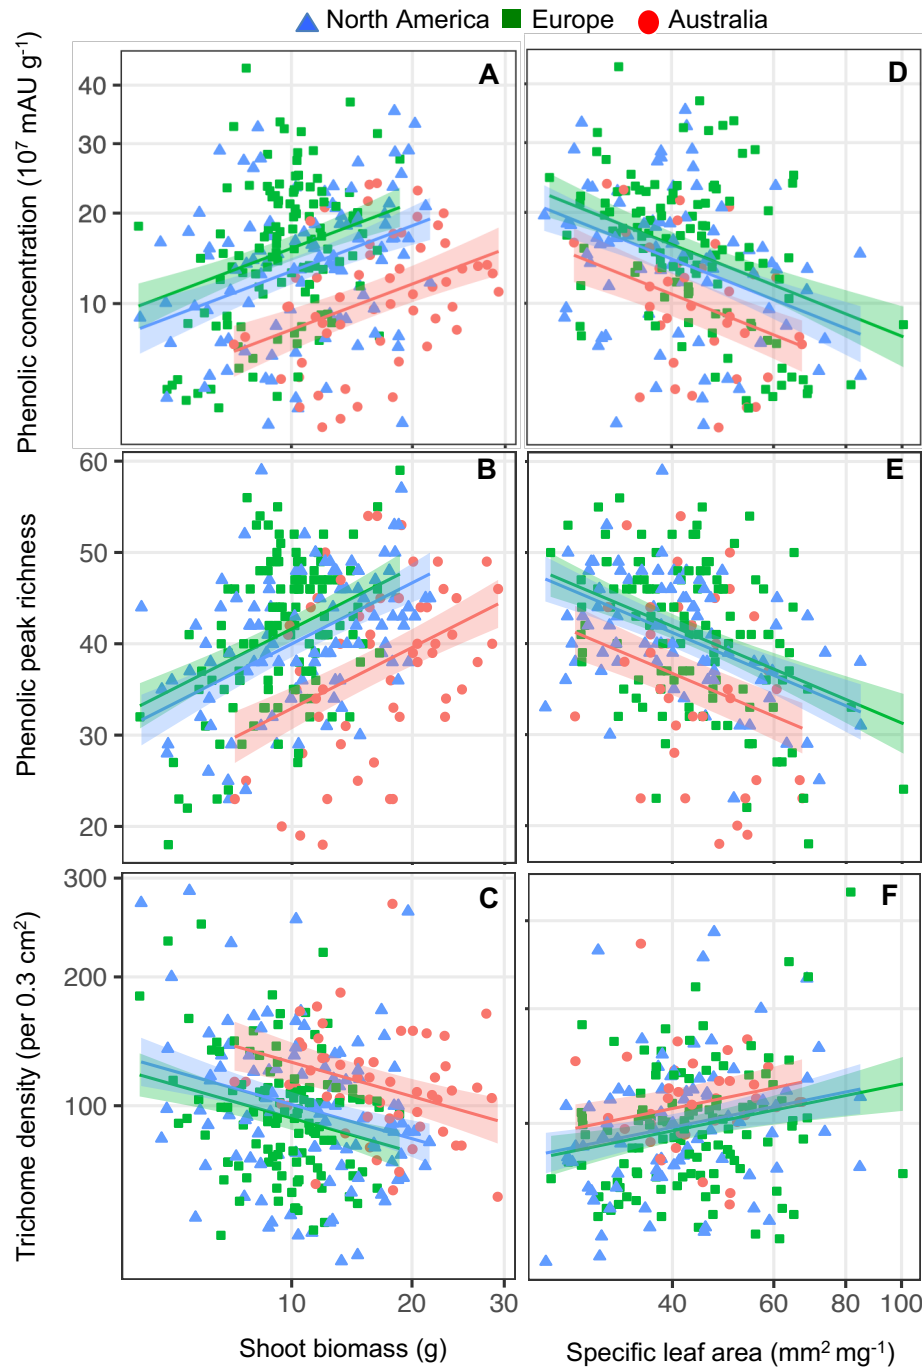 North America Europe Australia
Phenolic concentration (10⁷ mAU g⁻¹)
40
30
20
10
A
D
Phenolic peak richness
60
50
40
30
20
B
E
Trichome density (per 0.3 cm²)
300
200
100
C
F
10 20 30
40 60 80 100
Shoot biomass (g)
Specific leaf area (mm² mg⁻¹)